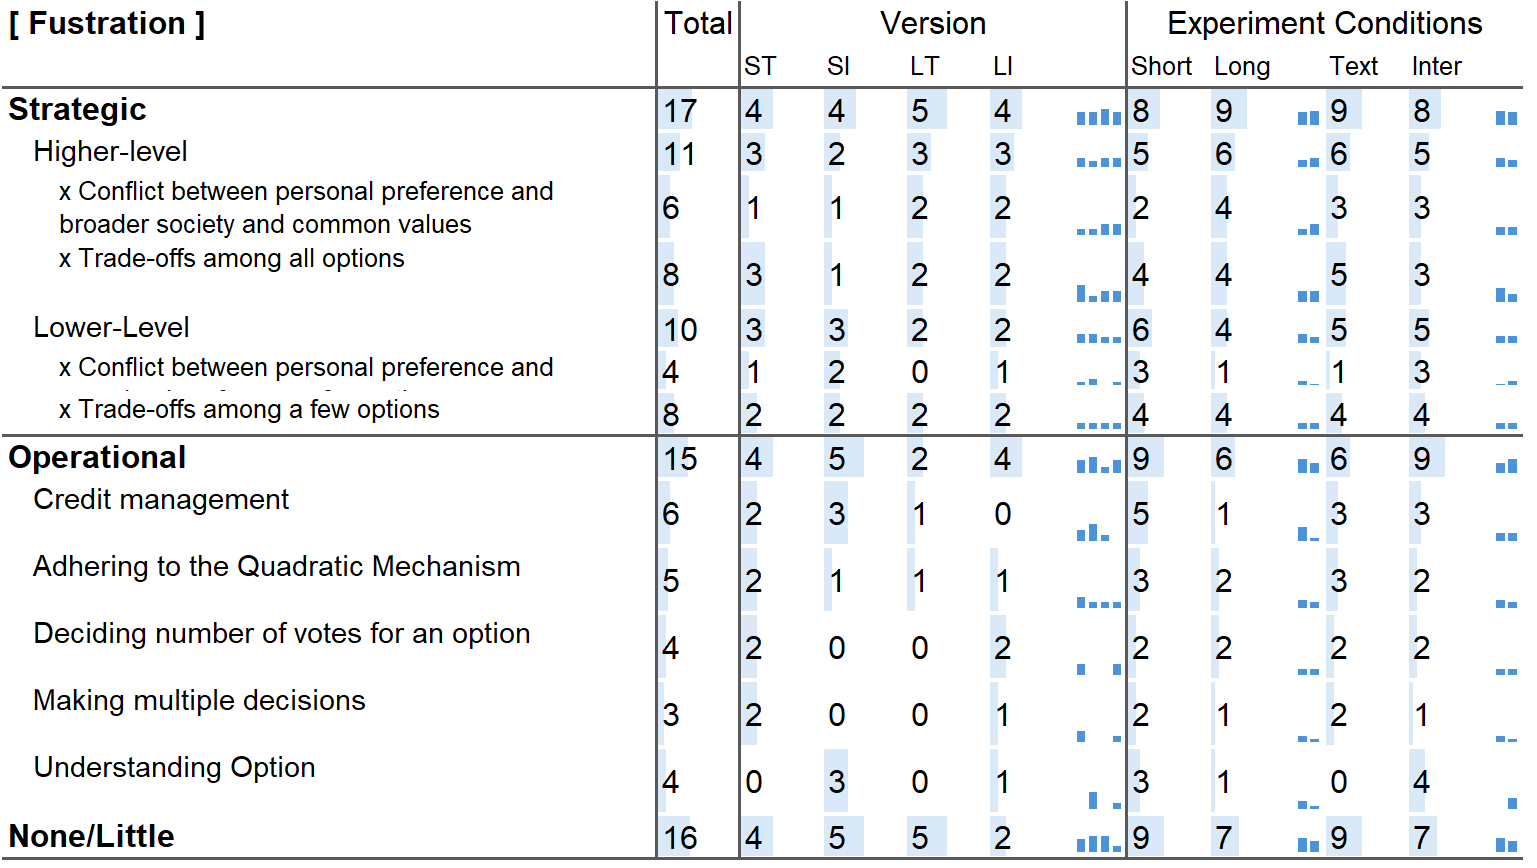 [ Fustration ] Total Version Experiment Conditions
ST SI LT LI Short Long Text Inter
Strategic 17 4 4 5 4 8 9 9 8
Higher-level 11 3 2 3 3 5 6 6 5
x Conflict between personal preference and
broader society and common values 6 1 1 2 2 2 4 3 3
x Trade-offs among all options 8 3 1 2 2 4 4 5 3
Lower-Level 10 3 3 2 2 6 4 5 5
x Conflict between personal preference and 4 1 2 0 1 3 1 1 3
x Trade-offs among a few options 8 2 2 2 2 4 4 4 4
Operational 15 4 5 2 4 9 6 6 9
Credit management 6 2 3 1 0 5 1 3 3
Adhering to the Quadratic Mechanism 5 2 1 1 1 3 2 3 2
Deciding number of votes for an option 4 2 0 0 2 2 2 2 2
Making multiple decisions 3 2 0 0 1 2 1 2 1
Understanding Option 4 0 3 0 1 3 1 0 4
None/Little 16 4 5 5 2 9 7 9 7